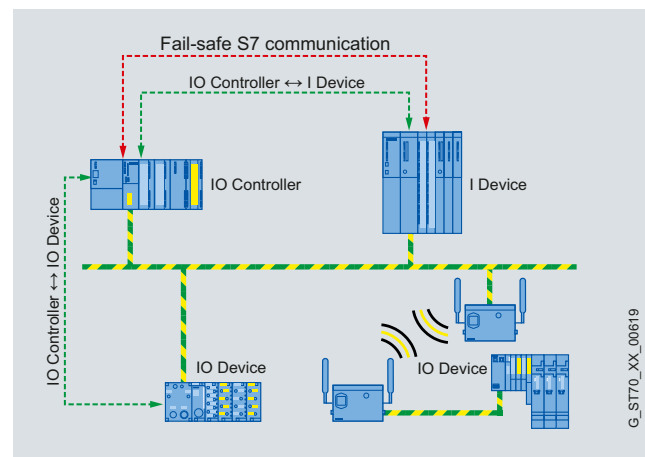 Fail-safe S7 communication
IO Controller ↔ I Device
IO Controller
I Device
IO Controller ↔ IO Device
IO Device
IO Device
G_ST70_XX_00619